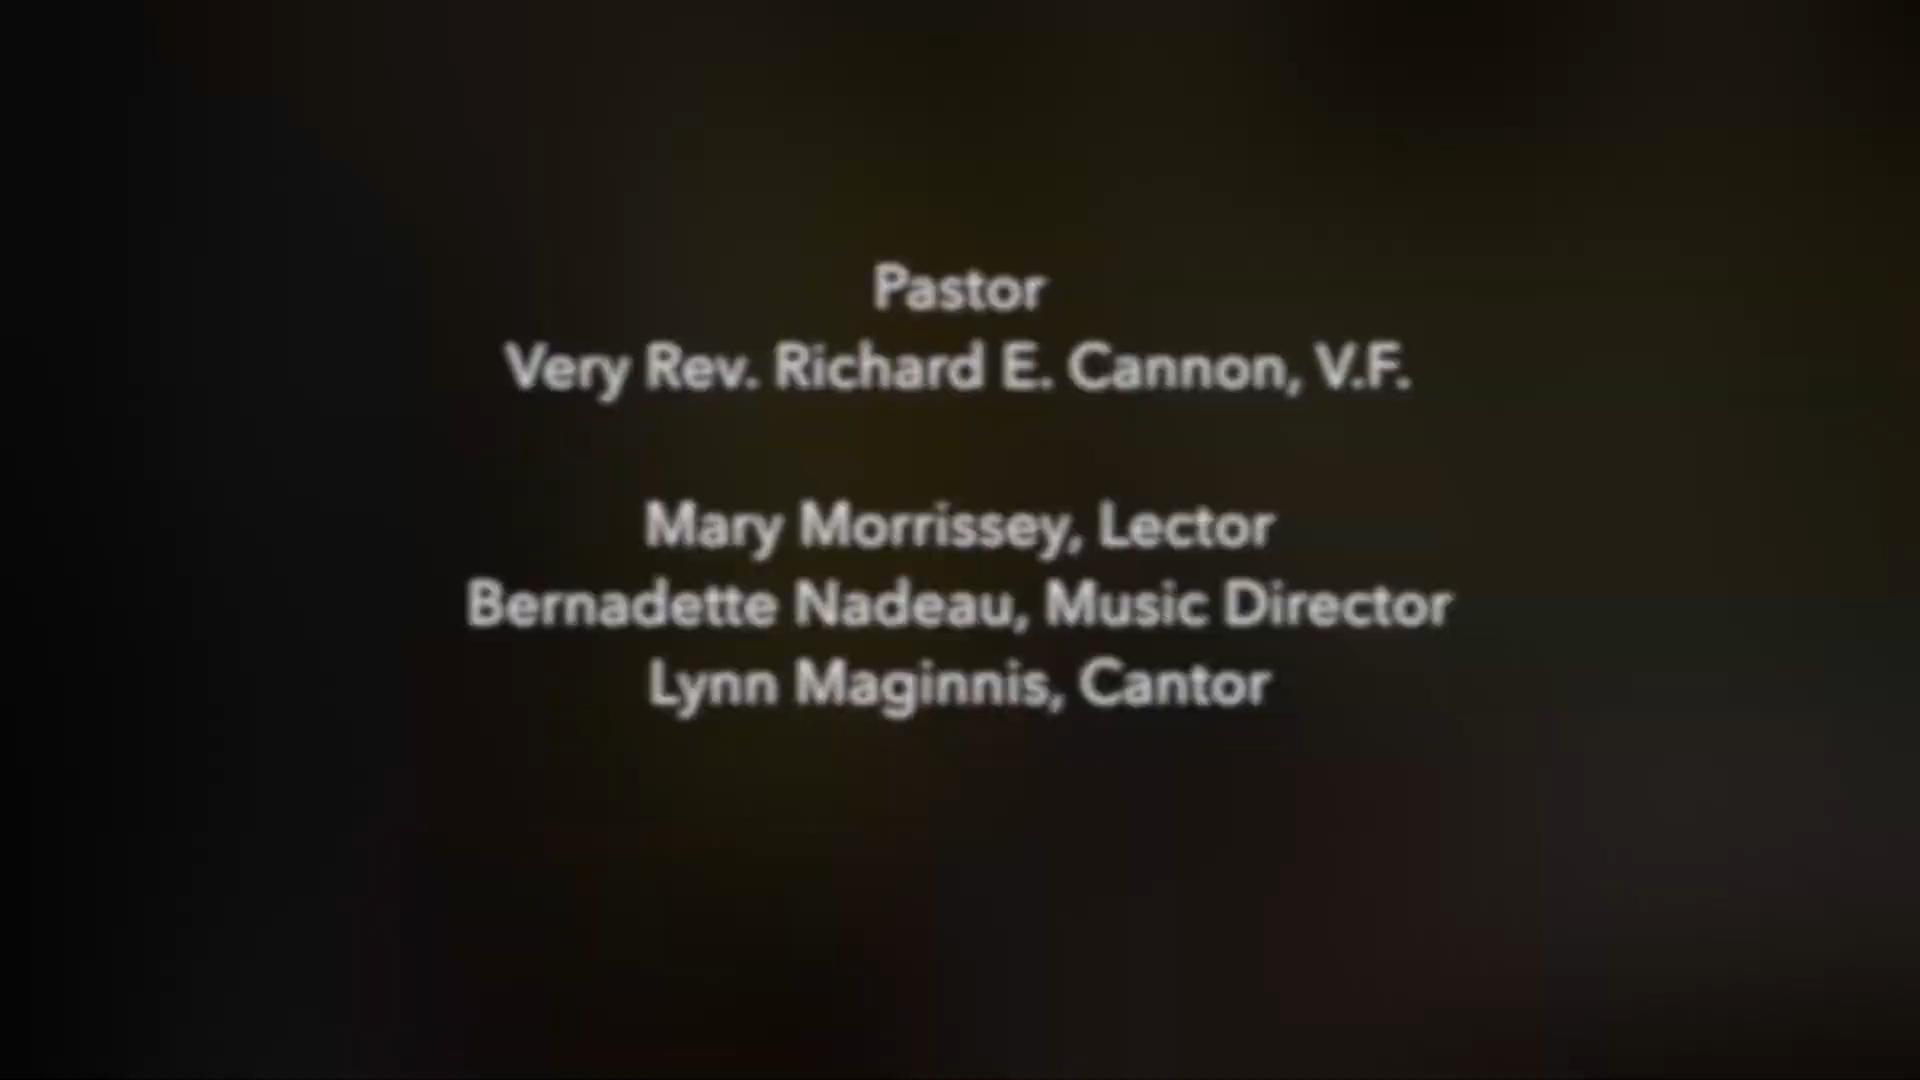 Pastor
Very Rev. Richard E. Cannon, V.F.
Mary Morrissey, Lector
Bernadette Nadeau, Music Director
Lynn Maginnis, Cantor